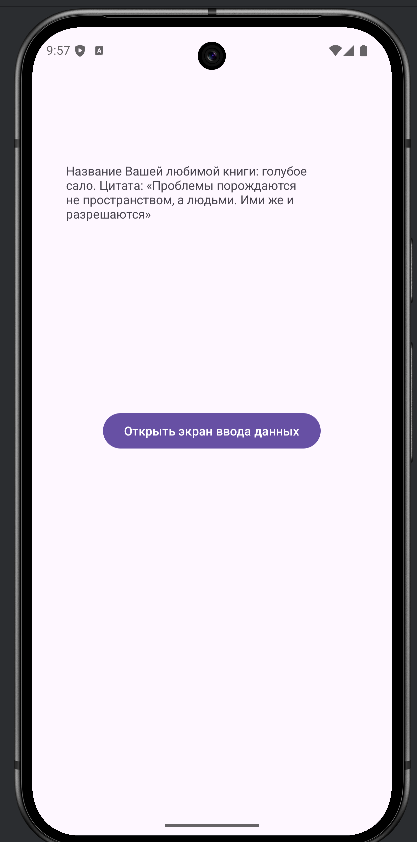 9:57
Название Вашей любимой книги: голубое
сало. Цитата: «Проблемы порождаются
не пространством, а людьми. Ими же и
разрешаются»
Открыть экран ввода данных